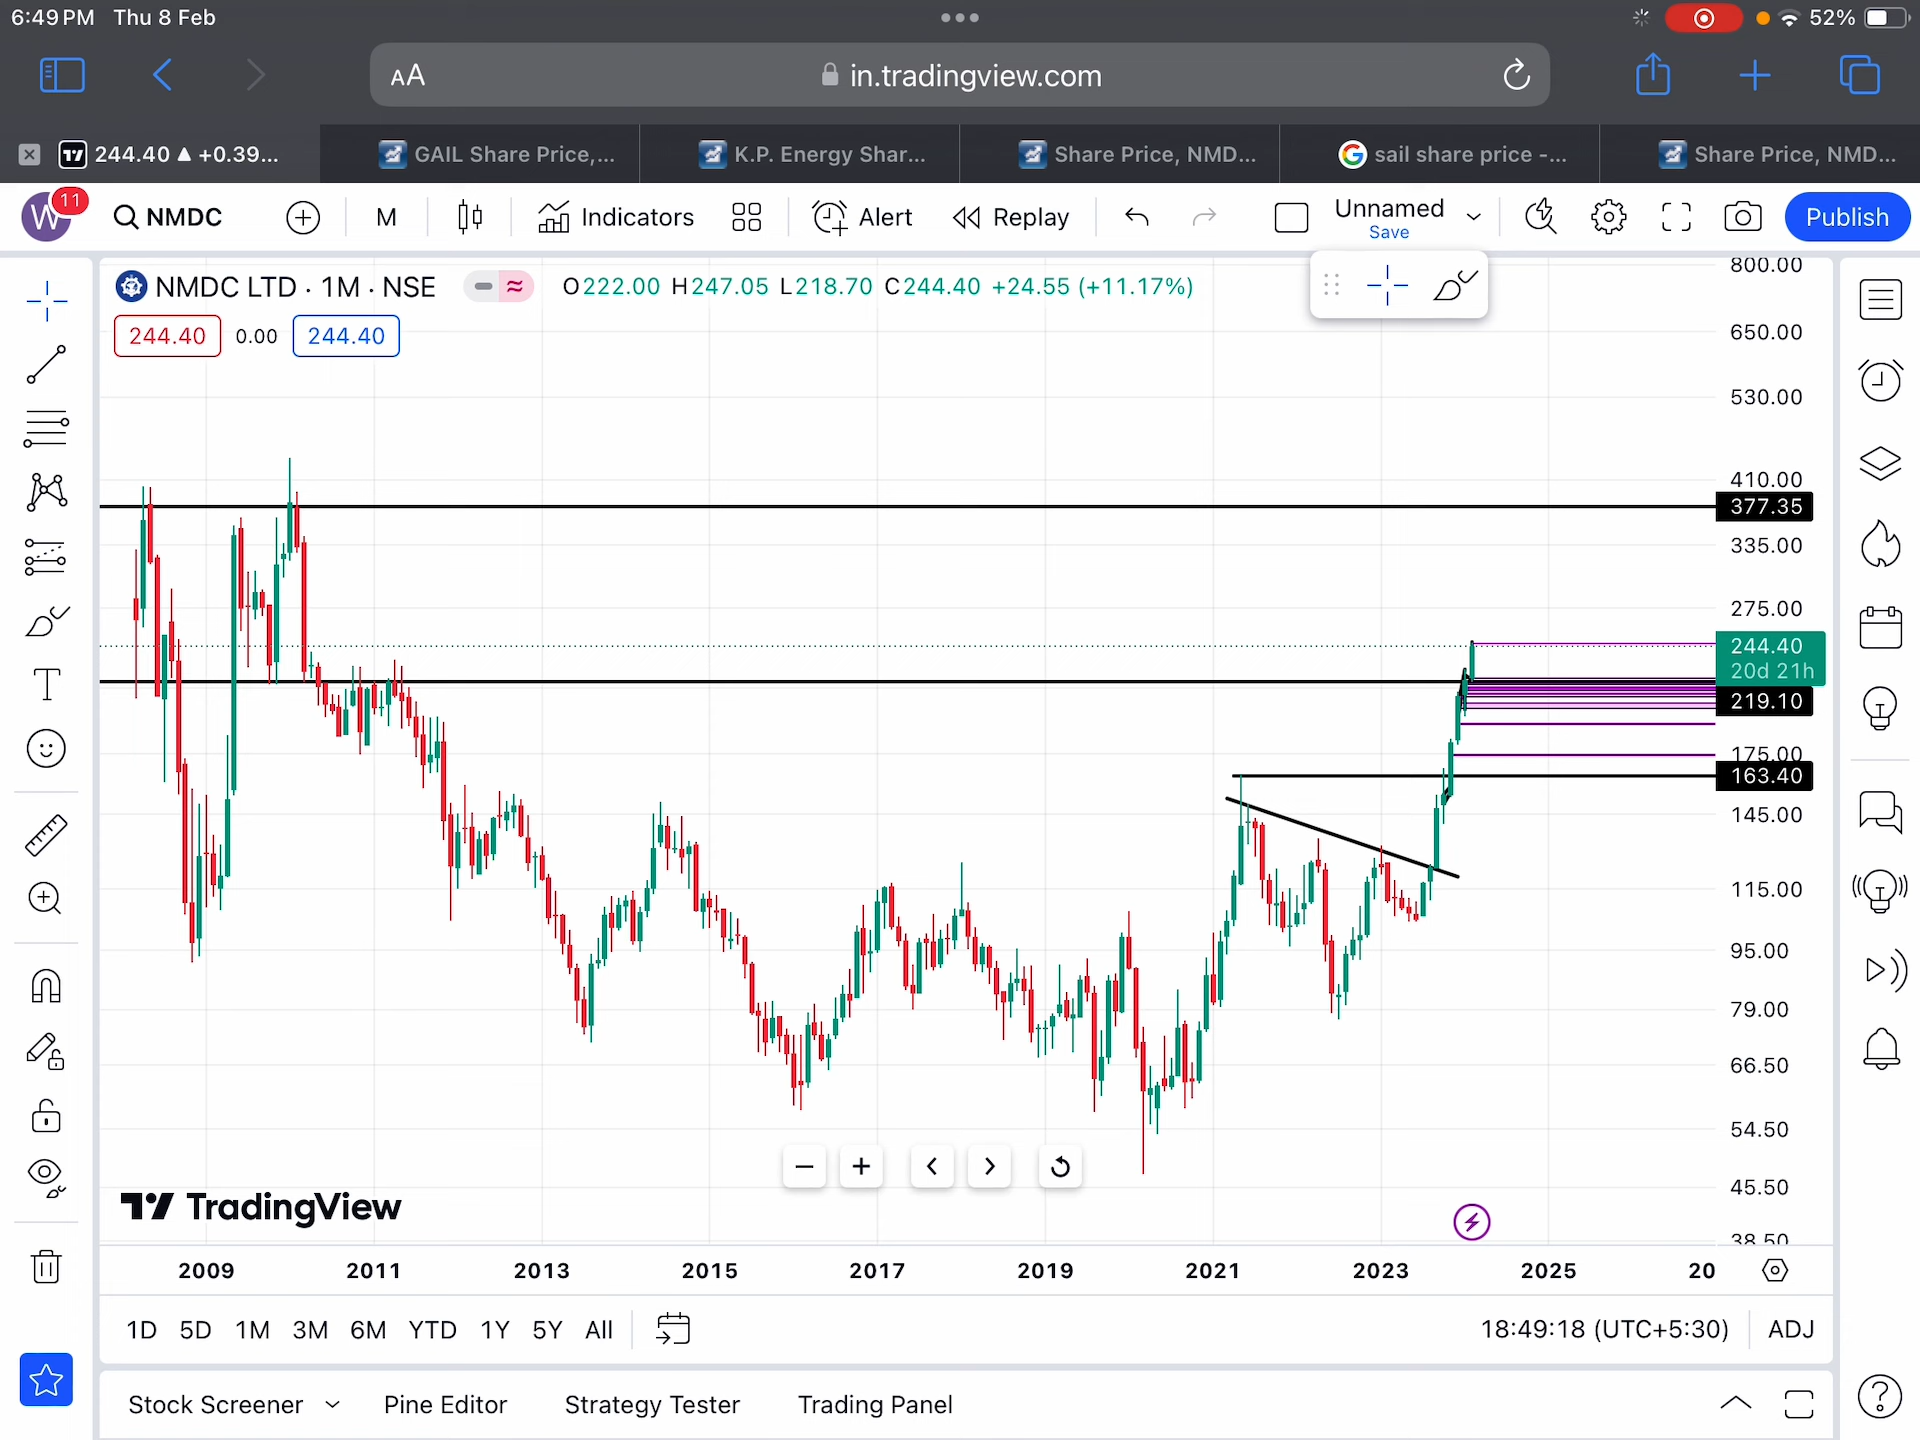 6:49 PM Thu 8 Feb
52%
AA in.tradingview.com
244.40 ▲ +0.39...
GAIL Share Price,...
K.P. Energy Shar...
Share Price, NMD...
sail share price -...
Share Price, NMD...
W 11
NMDC
M
Indicators
Alert
Replay
Unnamed
Save
Publish
NMDC LTD · 1M · NSE
O222.00 H247.05 L218.70 C244.40 +24.55 (+11.17%)
244.40 0.00 244.40
800.00
650.00
530.00
410.00
377.35
335.00
275.00
244.40
20d 21h
219.10
175.00
163.40
145.00
115.00
95.00
79.00
66.50
54.50
45.50
38.50
TradingView
2009 2011 2013 2015 2017 2019 2021 2023 2025 20
1D 5D 1M 3M 6M YTD 1Y 5Y All
18:49:18 (UTC+5:30) ADJ
Stock Screener Pine Editor Strategy Tester Trading Panel